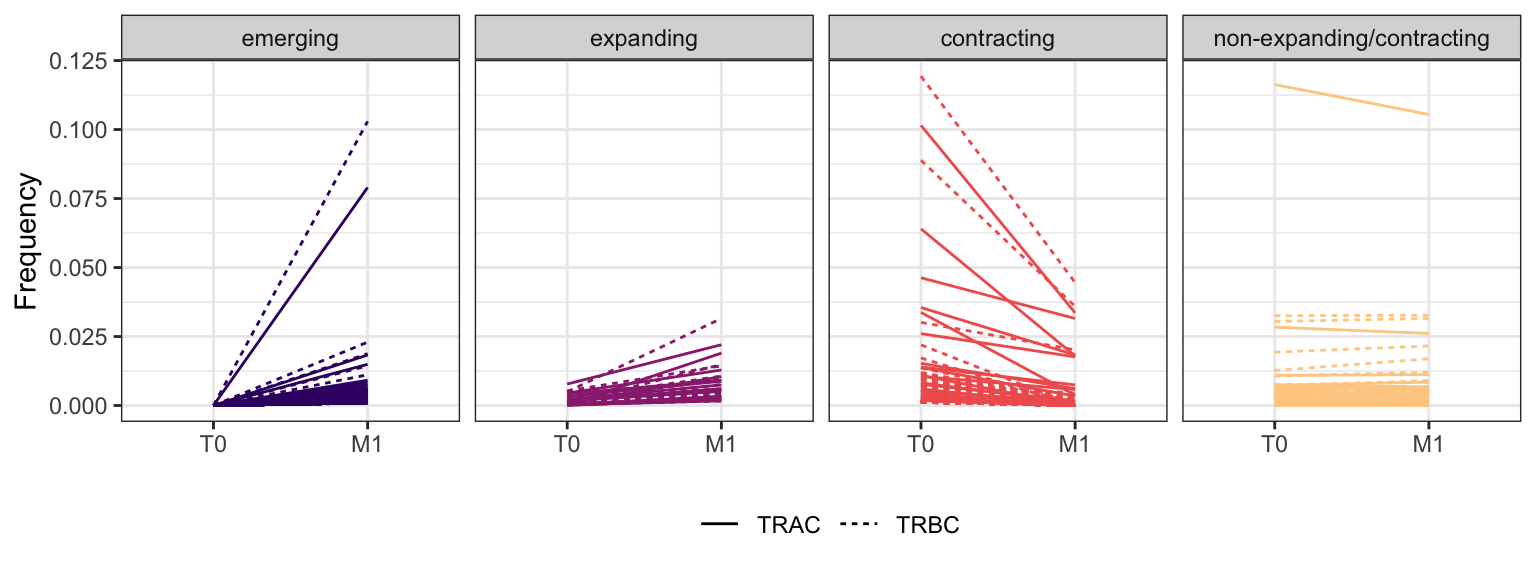 emerging expanding contracting non-expanding/contracting
0.125
0.100
0.075
0.050
0.025
0.000
Frequency
T0 M1 T0 M1 T0 M1 T0 M1
TRAC TRBC